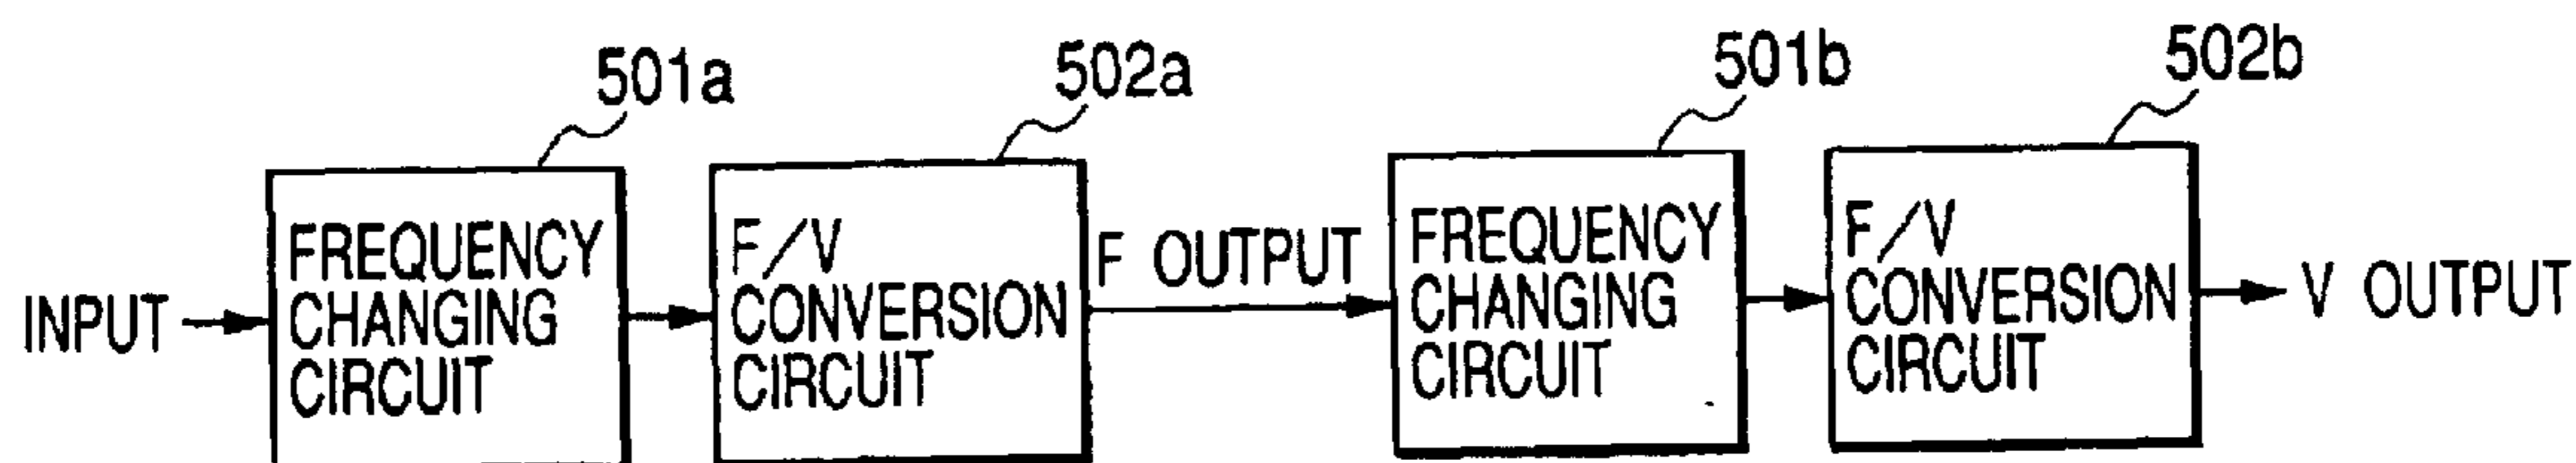 501a
502a
501b
502b
INPUT
FREQUENCY
CHANGING
CIRCUIT
F/V
CONVERSION
CIRCUIT
F OUTPUT
FREQUENCY
CHANGING
CIRCUIT
F/V
CONVERSION
CIRCUIT
V OUTPUT